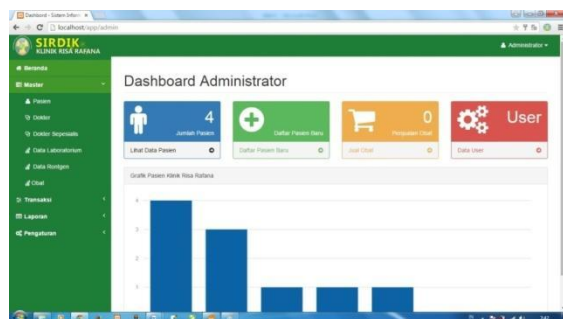 Dashboard - Sistem Inform
localhost/app/admin
SIRDIK
KLINIK RISA RAFANA
Administrator
Beranda
Master
Pasien
Dokter
Dokter Sepesialis
Data Laboratorium
Data Rontgen
Obat
Transaksi
Laporan
Pengaturan
Dashboard Administrator
4
Jumlah Pasien
Lihat Data Pasien
Daftar Pasien Baru
Daftar Pasien Baru
0
Penjualan Obat
Jual Obat
User
Data User
Grafik Pasien Klinik Risa Rafana
4
3
2
1